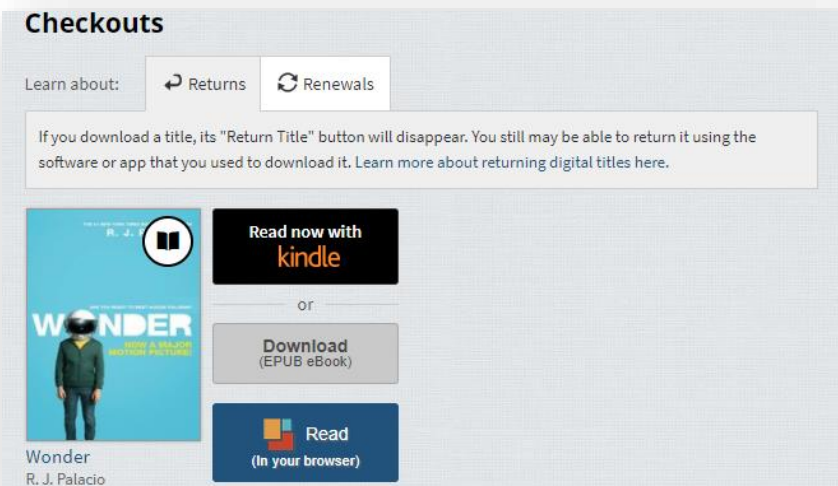 Checkouts
Learn about:
Returns
Renewals
If you download a title, its "Return Title" button will disappear. You still may be able to return it using the
software or app that you used to download it. Learn more about returning digital titles here.
R. J.
WONDER
NOW A MAJOR
MOTION PICTURE!
Read now with
kindle
or
Download
(EPUB eBook)
Read
(In your browser)
Wonder
R. J. Palacio